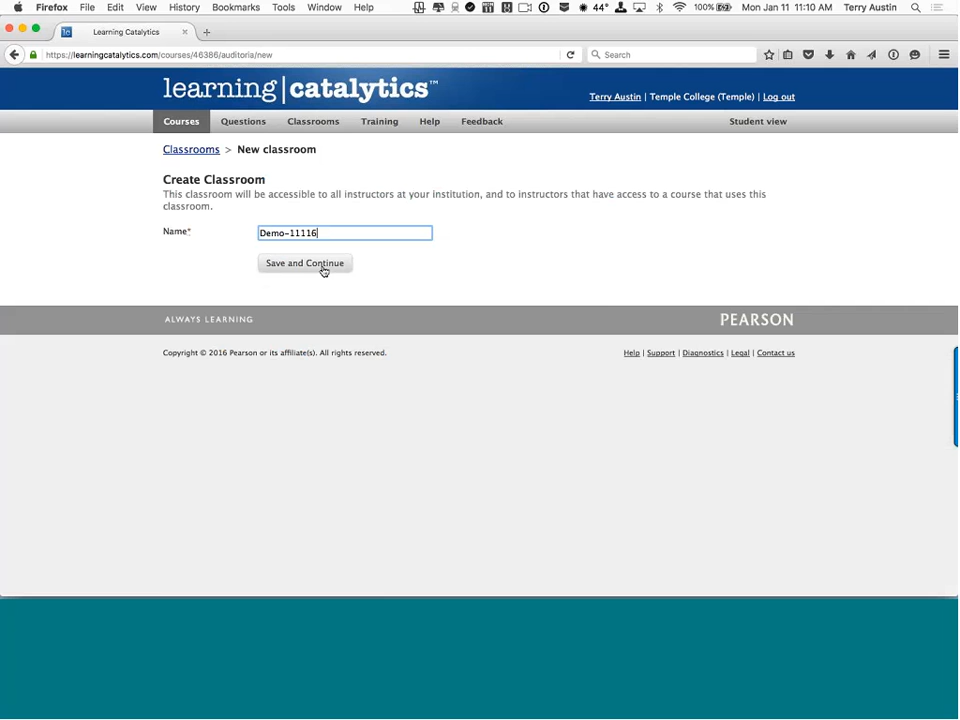 Firefox File Edit View History Bookmarks Tools Window Help 44° 100% Mon Jan 11 11:10 AM Terry Austin
Learning Catalytics
https://learningcatalytics.com/courses/46386/auditoria/new Search
learning|catalytics™
Terry Austin | Temple College (Temple) | Log out
Courses Questions Classrooms Training Help Feedback Student view
Classrooms > New classroom
Create Classroom
This classroom will be accessible to all instructors at your institution, and to instructors that have access to a course that uses this
classroom.
Name* Demo-11116
Save and Continue
ALWAYS LEARNING PEARSON
Copyright © 2016 Pearson or its affiliate(s). All rights reserved. Help | Support | Diagnostics | Legal | Contact us